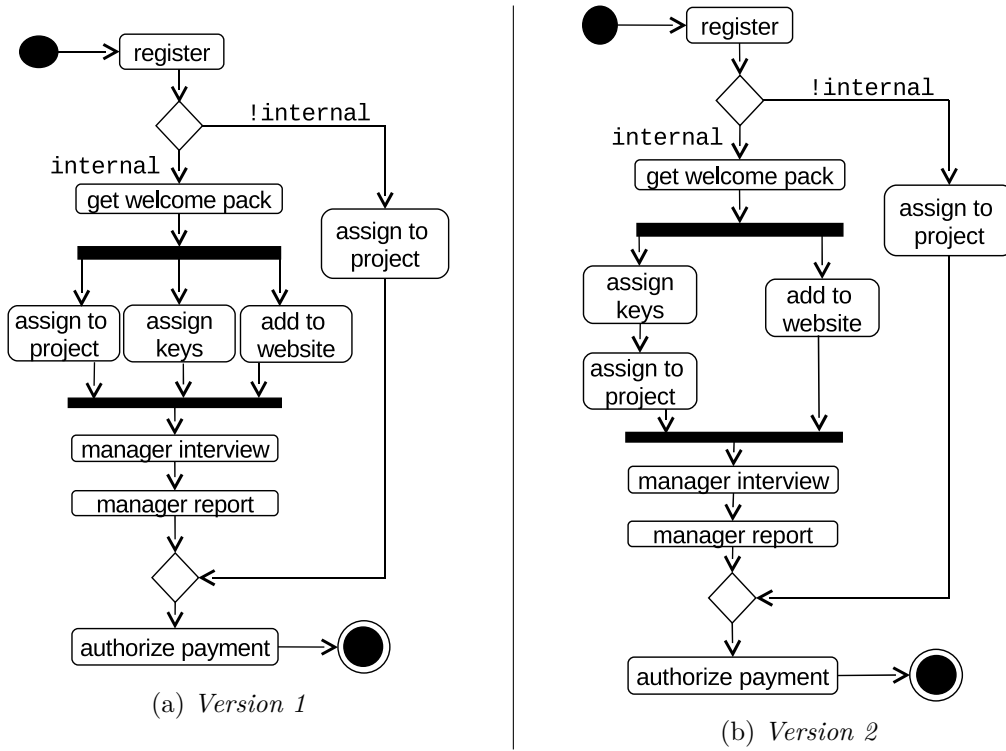 register
!internal
internal
get welcome pack
assign to
project
assign to
project
assign
keys
add to
website
manager interview
manager report
authorize payment
(a) Version 1
register
!internal
internal
get welcome pack
assign to
project
assign
keys
add to
website
assign to
project
manager interview
manager report
authorize payment
(b) Version 2